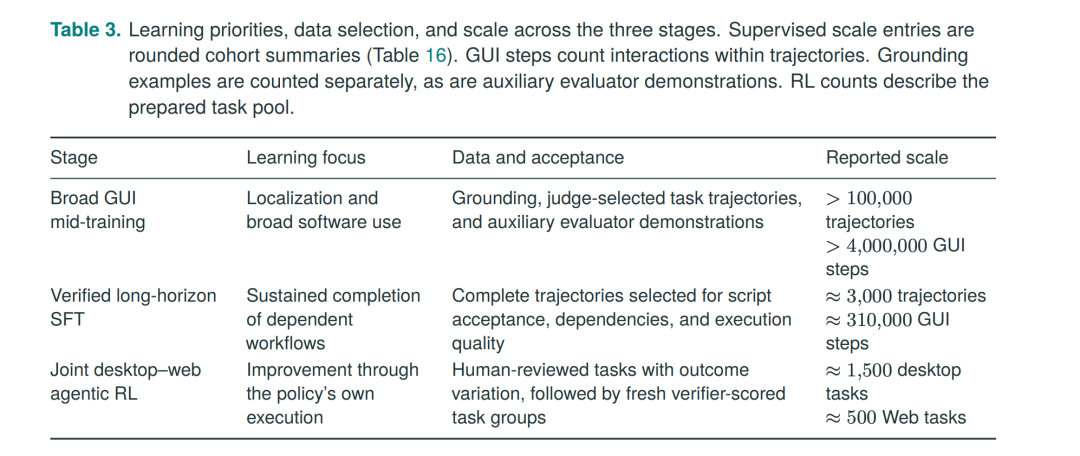 Table 3. Learning priorities, data selection, and scale across the three stages. Supervised scale entries are
rounded cohort summaries (Table 16). GUI steps count interactions within trajectories. Grounding
examples are counted separately, as are auxiliary evaluator demonstrations. RL counts describe the
prepared task pool.
Stage Learning focus Data and acceptance Reported scale
Broad GUI Localization and Grounding, judge-selected task trajectories, > 100,000
mid-training broad software use and auxiliary evaluator demonstrations trajectories
> 4,000,000 GUI
steps
Verified long-horizon Sustained completion Complete trajectories selected for script ≈ 3,000 trajectories
SFT of dependent acceptance, dependencies, and execution ≈ 310,000 GUI
workflows quality steps
Joint desktop–web Improvement through Human-reviewed tasks with outcome ≈ 1,500 desktop
agentic RL the policy's own variation, followed by fresh verifier-scored tasks
execution task groups ≈ 500 Web tasks